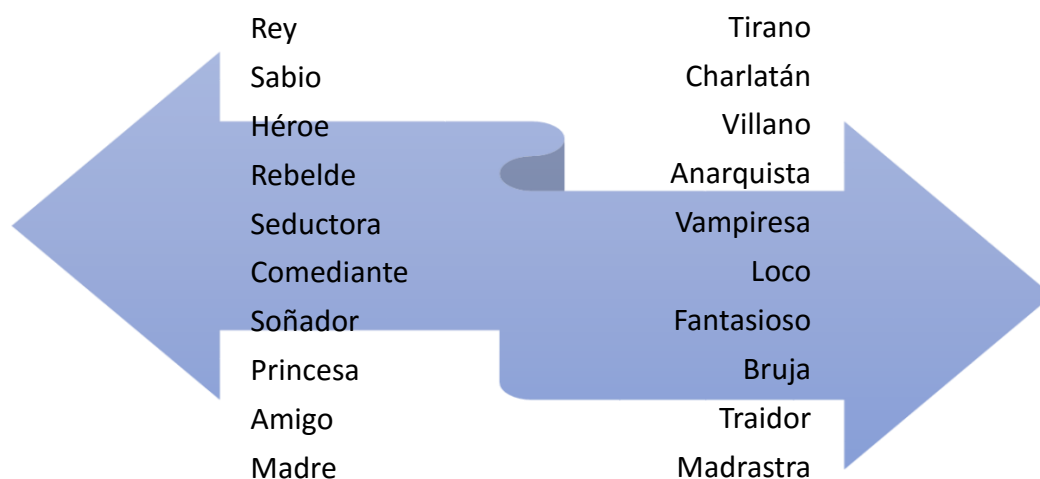 Rey
Sabio
Héroe
Rebelde
Seductora
Comediante
Soñador
Princesa
Amigo
Madre
Tirano
Charlatán
Villano
Anarquista
Vampiresa
Loco
Fantasioso
Bruja
Traidor
Madrastra